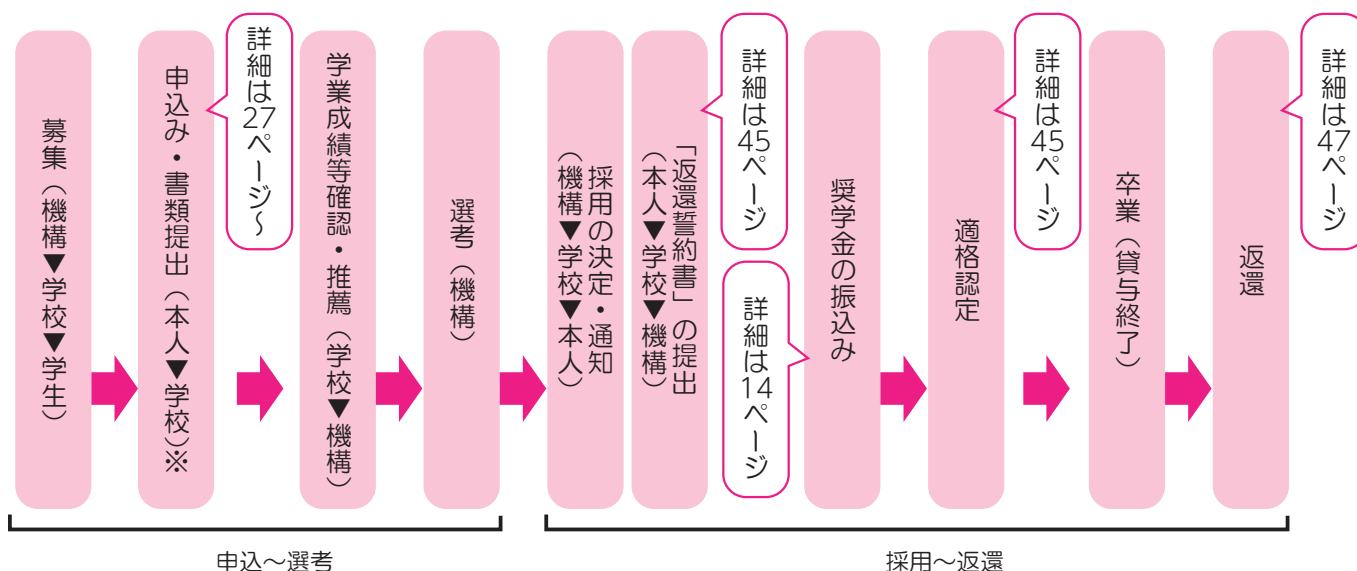 募集（機構▼学校▼学生）
申込み・書類提出（本人▼学校）※
詳細は27ページ～
学業成績等確認・推薦（学校▼機構）
選考（機構）
採用の決定・通知
（機構▼学校▼本人）
「返還誓約書」の提出
（本人▼学校▼機構）
詳細は45ページ
詳細は14ページ
奨学金の振込み
適格認定
詳細は45ページ
卒業（貸与終了）
返還
詳細は47ページ
申込～選考
採用～返還